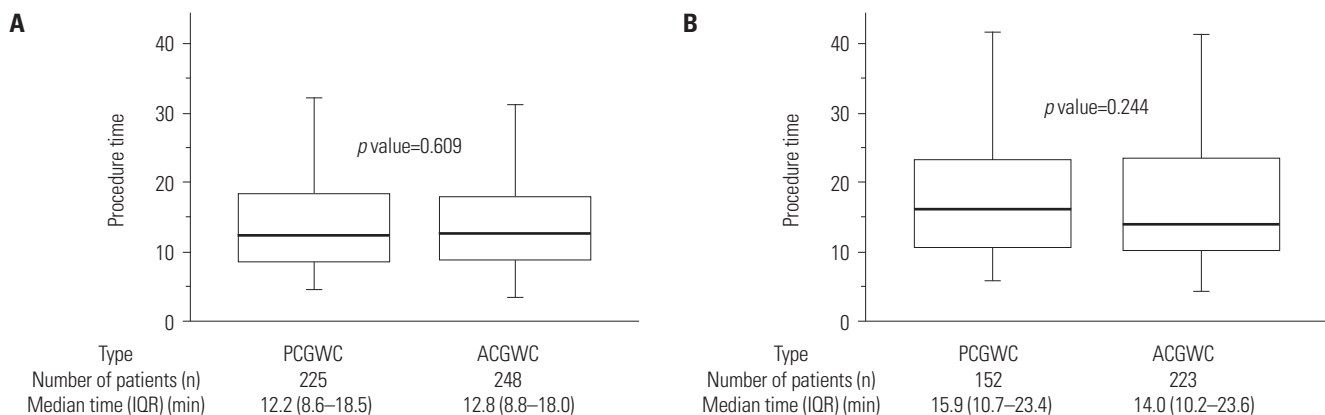 A
40
30
20
10
0
Procedure time
p value=0.609
Type PCGWC ACGWC
Number of patients (n) 225 248
Median time (IQR) (min) 12.2 (8.6–18.5) 12.8 (8.8–18.0)
B
40
30
20
10
0
Procedure time
p value=0.244
Type PCGWC ACGWC
Number of patients (n) 152 223
Median time (IQR) (min) 15.9 (10.7–23.4) 14.0 (10.2–23.6)